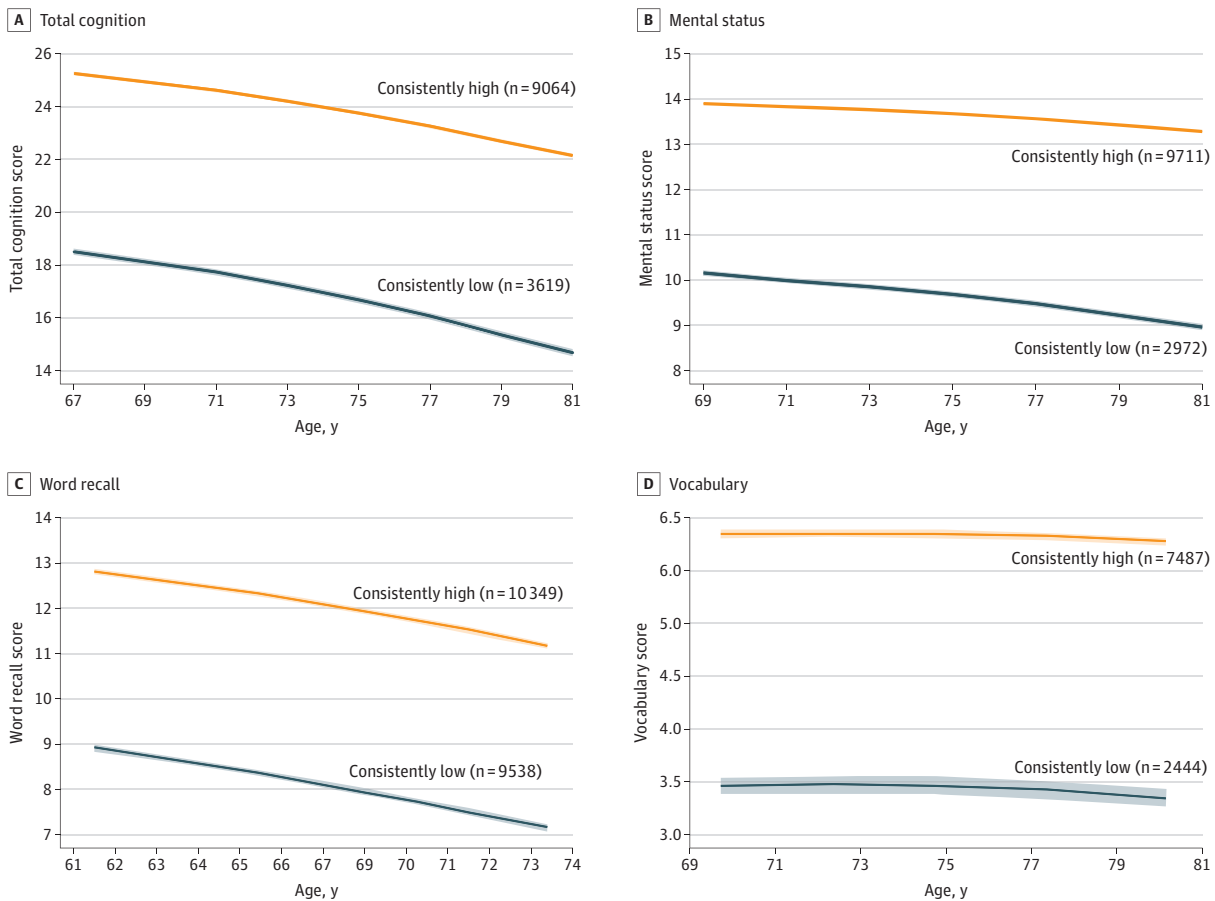 A Total cognition
Total cognition score
26
24
22
20
18
16
14
Consistently high (n = 9064)
Consistently low (n = 3619)
67 69 71 73 75 77 79 81
Age, y
B Mental status
Mental status score
15
14
13
12
11
10
9
8
Consistently high (n = 9711)
Consistently low (n = 2972)
69 71 73 75 77 79 81
Age, y
C Word recall
Word recall score
14
13
12
11
10
9
8
7
Consistently high (n = 10 349)
Consistently low (n = 9538)
61 62 63 64 65 66 67 69 70 71 72 73 74
Age, y
D Vocabulary
Vocabulary score
6.5
6.0
5.0
4.5
4.0
3.5
3.0
Consistently high (n = 7487)
Consistently low (n = 2444)
69 71 73 75 77 79 81
Age, y